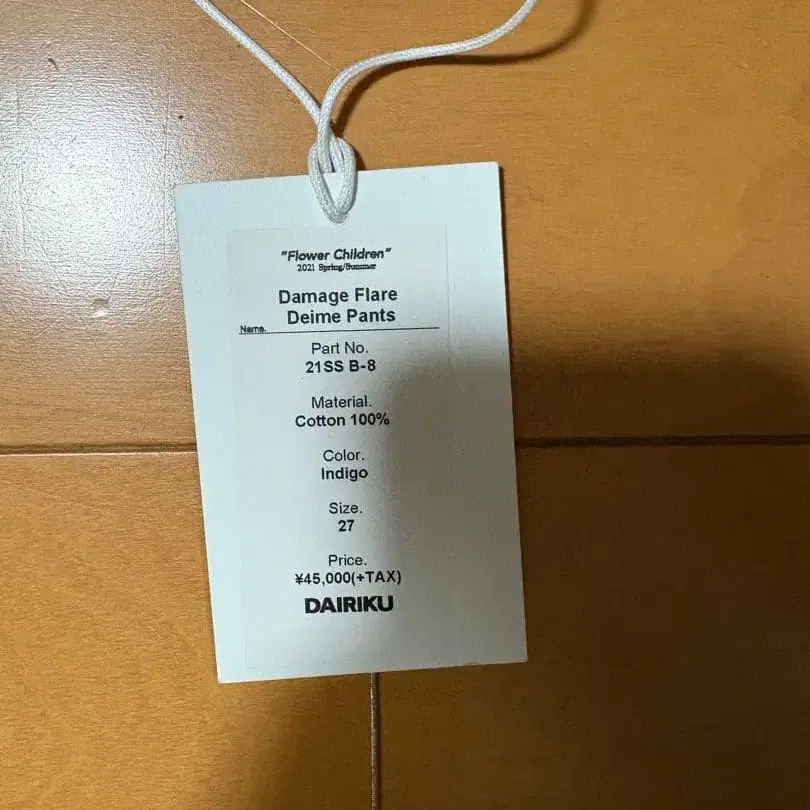 "Flower Children"
2021 Spring/Summer
Damage Flare
Deime Pants
Name.
Part No.
21SS B-8
Material.
Cotton 100%
Color.
Indigo
Size.
27
Price.
¥45,000(+TAX)
DAIRIKU